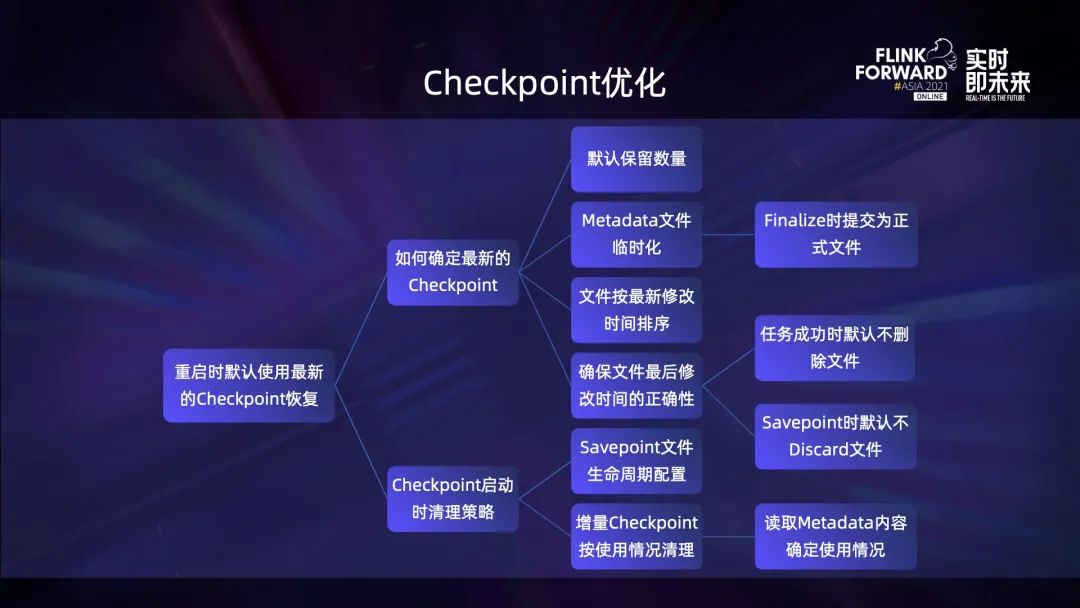 Checkpoint优化
FLINK
FORWARD
#ASIA 2021
ONLINE
实时
即未来
REAL-TIME IS THE FUTURE
重启时默认使用最新
的Checkpoint恢复
如何确定最新的
Checkpoint
默认保留数量
Metadata文件
临时化
Finalize时提交为正
式文件
文件按最新修改
时间排序
确保文件最后修
改时间的正确性
任务成功时默认不删
除文件
Savepoint时默认不
Discard文件
Checkpoint启动
时清理策略
Savepoint文件
生命周期配置
增量Checkpoint
按使用情况清理
读取Metadata内容
确定使用情况